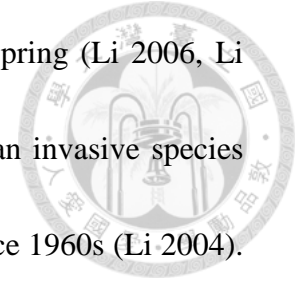 pring (Li 2006, Li
an invasive species
ce 1960s (Li 2004).